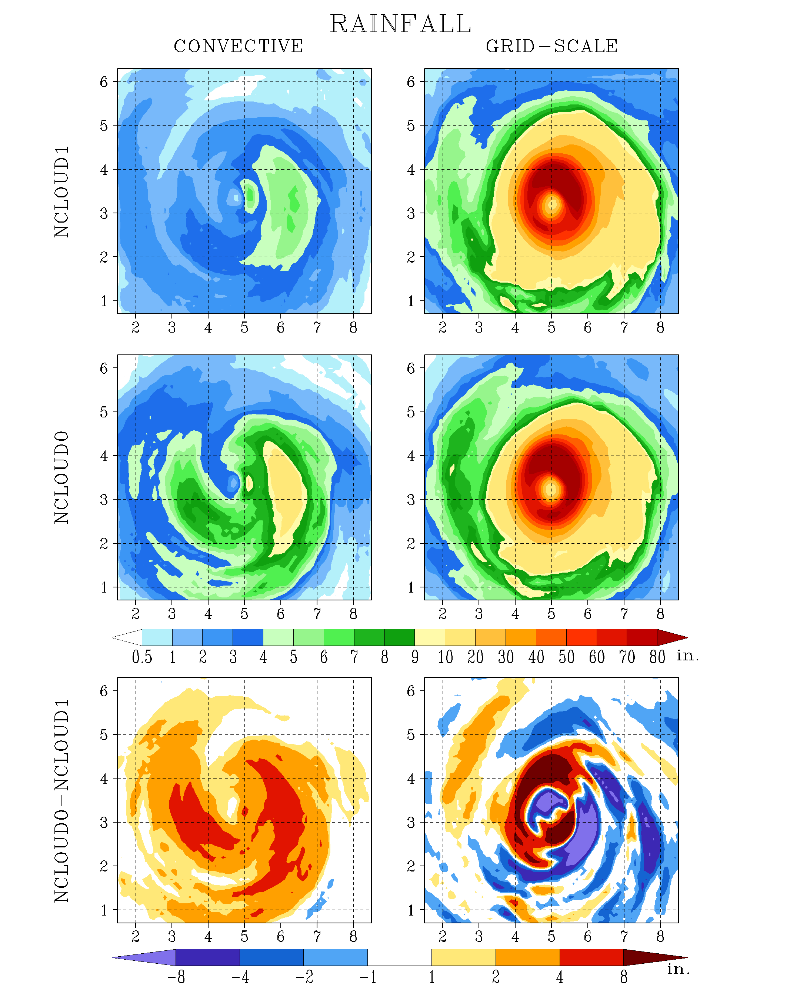 RAINFALL
CONVECTIVE GRID-SCALE
NCLOUD1
6 5 4 3 2 1
2 3 4 5 6 7 8
6 5 4 3 2 1
2 3 4 5 6 7 8
NCLOUD0
6 5 4 3 2 1
2 3 4 5 6 7 8
6 5 4 3 2 1
2 3 4 5 6 7 8
0.5 1 2 3 4 5 6 7 8 9 10 20 30 40 50 60 70 80 in.
NCLOUD0-NCLOUD1
6 5 4 3 2 1
2 3 4 5 6 7 8
6 5 4 3 2 1
2 3 4 5 6 7 8
-8 -4 -2 -1 1 2 4 8 in.